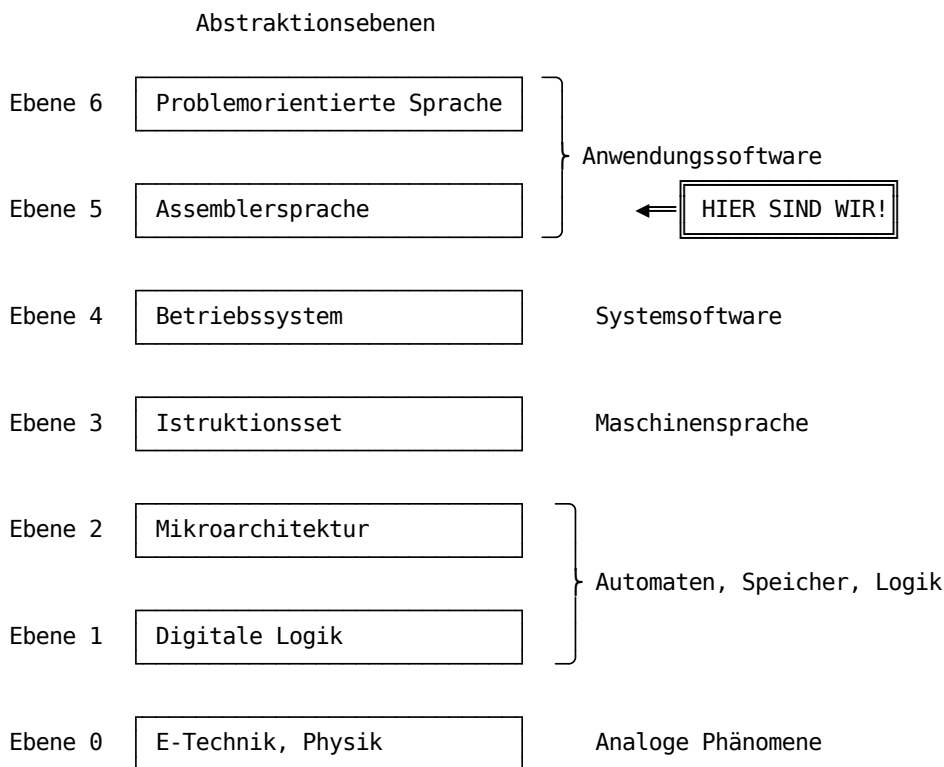 Abstraktionsebenen
Ebene 6 Problemorientierte Sprache
Anwendungssoftware
Ebene 5 Assemblersprache HIER SIND WIR!
Ebene 4 Betriebssystem Systemsoftware
Ebene 3 Istruktionsset Maschinensprache
Ebene 2 Mikroarchitektur
Automaten, Speicher, Logik
Ebene 1 Digitale Logik
Ebene 0 E-Technik, Physik Analoge Phänomene